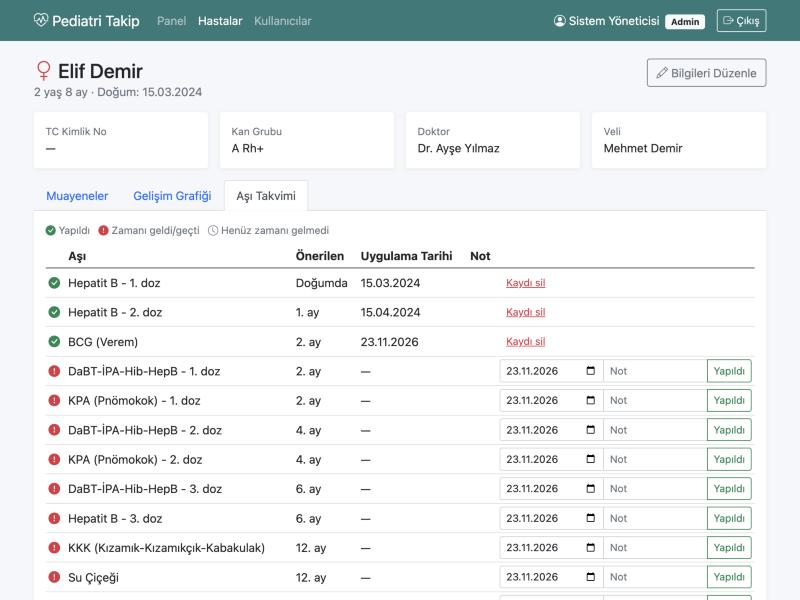 Pediatri Takip Panel Hastalar Kullanıcılar Sistem Yöneticisi Admin Çıkış
Elif Demir
Bilgileri Düzenle
2 yaş 8 ay · Doğum: 15.03.2024
TC Kimlik No
—
Kan Grubu
A Rh+
Doktor
Dr. Ayşe Yılmaz
Veli
Mehmet Demir
Muayeneler Gelişim Grafiği Aşı Takvimi
Yapıldı Zamanı geldi/geçti Henüz zamanı gelmedi
Aşı Önerilen Uygulama Tarihi Not
Hepatit B - 1. doz Doğumda 15.03.2024 Kaydı sil
Hepatit B - 2. doz 1. ay 15.04.2024 Kaydı sil
BCG (Verem) 2. ay 23.11.2026 Kaydı sil
DaBT-İPA-Hib-HepB - 1. doz 2. ay — 23.11.2026 Not Yapıldı
KPA (Pnömokok) - 1. doz 2. ay — 23.11.2026 Not Yapıldı
DaBT-İPA-Hib-HepB - 2. doz 4. ay — 23.11.2026 Not Yapıldı
KPA (Pnömokok) - 2. doz 4. ay — 23.11.2026 Not Yapıldı
DaBT-İPA-Hib-HepB - 3. doz 6. ay — 23.11.2026 Not Yapıldı
Hepatit B - 3. doz 6. ay — 23.11.2026 Not Yapıldı
KKK (Kızamık-Kızamıkçık-Kabakulak) 12. ay — 23.11.2026 Not Yapıldı
Su Çiçeği 12. ay — 23.11.2026 Not Yapıldı